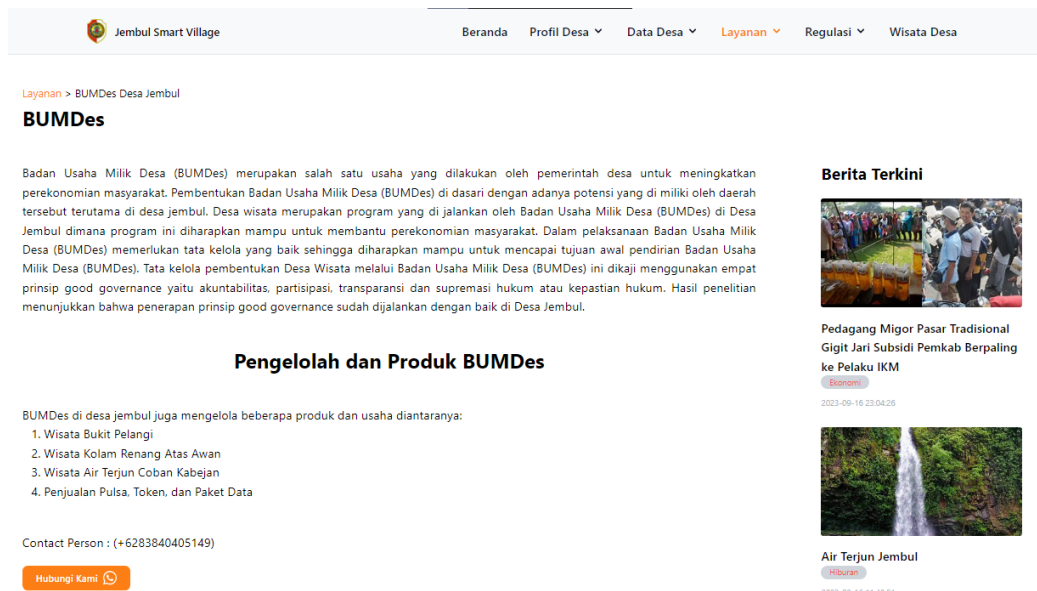 Jembul Smart Village
Beranda Profil Desa Data Desa Layanan Regulasi Wisata Desa
Layanan > BUMDes Desa Jembul
BUMDes
Badan Usaha Milik Desa (BUMDes) merupakan salah satu usaha yang dilakukan oleh pemerintah desa untuk meningkatkan
perekonomian masyarakat. Pembentukan Badan Usaha Milik Desa (BUMDes) di dasari dengan adanya potensi yang di miliki oleh daerah
tersebut terutama di desa jembul. Desa wisata merupakan program yang di jalankan oleh Badan Usaha Milik Desa (BUMDes) di Desa
Jembul dimana program ini diharapkan mampu untuk membantu perekonomian masyarakat. Dalam pelaksanaan Badan Usaha Milik
Desa (BUMDes) memerlukan tata kelola yang baik sehingga diharapkan mampu untuk mencapai tujuan awal pendirian Badan Usaha
Milik Desa (BUMDes). Tata kelola pembentukan Desa Wisata melalui Badan Usaha Milik Desa (BUMDes) ini dikaji menggunakan empat
prinsip good governance yaitu akuntabilitas, partisipasi, transparansi dan supremasi hukum atau kepastian hukum. Hasil penelitian
menunjukkan bahwa penerapan prinsip good governance sudah dijalankan dengan baik di Desa Jembul.
Pengelolah dan Produk BUMDes
BUMDes di desa jembul juga mengelola beberapa produk dan usaha diantaranya:
1. Wisata Bukit Pelangi
2. Wisata Kolam Renang Atas Awan
3. Wisata Air Terjun Coban Kabejan
4. Penjualan Pulsa, Token, dan Paket Data
Contact Person : (+6283840405149)
Hubungi Kami
Berita Terkini
Pedagang Migor Pasar Tradisional
Gigit Jari Subsidi Pemkab Berpaling
ke Pelaku IKM
Ekonomi
2023-09-16 23:04:26
Air Terjun Jembul
Hiburan